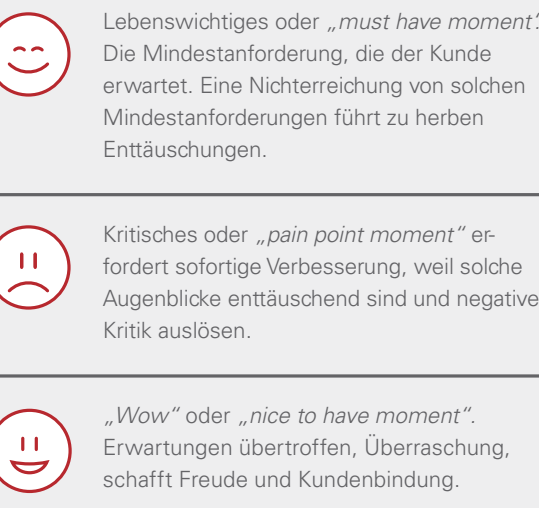 Lebenswichtiges oder „must have moment“.
Die Mindestanforderung, die der Kunde
erwartet. Eine Nichterreichung von solchen
Mindestanforderungen führt zu herben
Enttäuschungen.
Kritisches oder „pain point moment“ er-
fordert sofortige Verbesserung, weil solche
Augenblicke enttäuschend sind und negative
Kritik auslösen.
„Wow“ oder „nice to have moment“.
Erwartungen übertroffen, Überraschung,
schafft Freude und Kundenbindung.